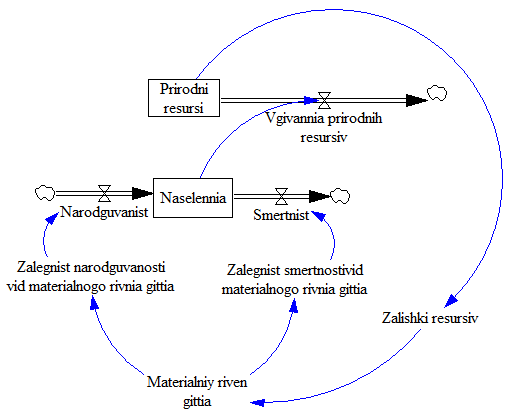 Prirodni
resursi
Vgivannia prirodnih
resursiv
Narodguvanist
Naselennia
Smertnist
Zalegnist narodguvanosti
vid materialnogo rivnia gittia
Zalegnist smertnostivid
materialnogo rivnia gittia
Zalishki resursiv
Materialniy riven
gittia